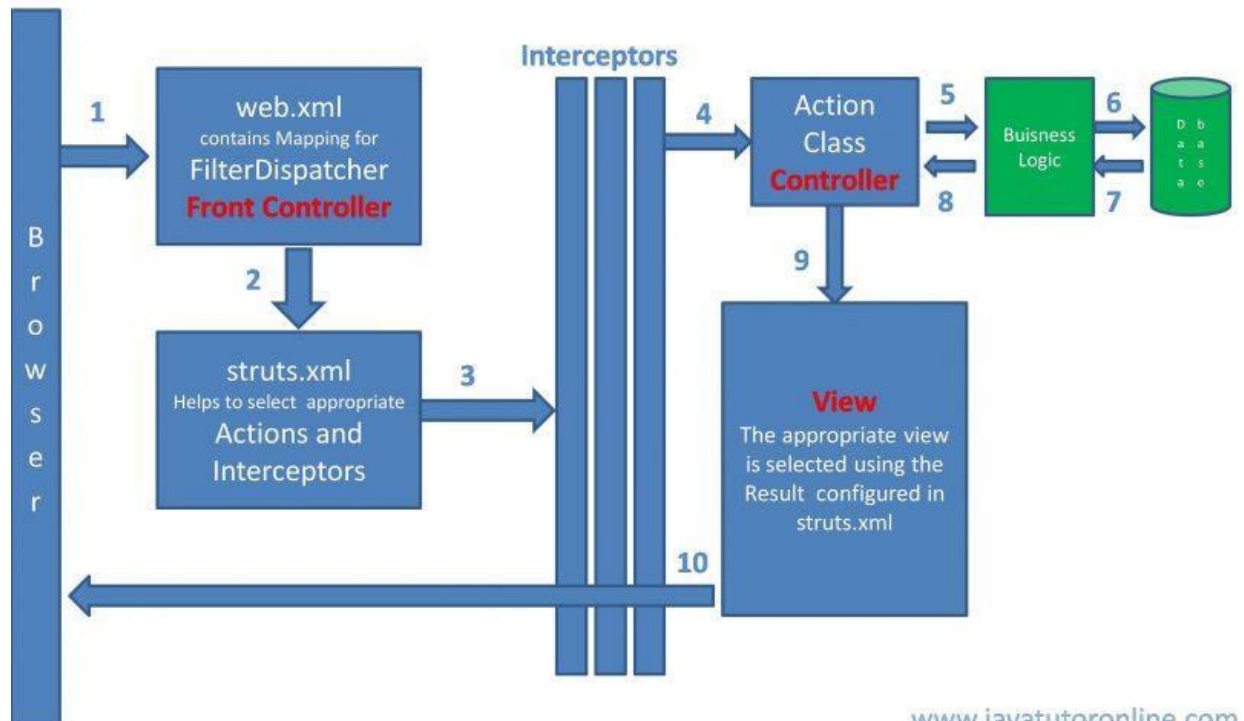 Browser
1
web.xml
contains Mapping for
FilterDispatcher
Front Controller
2
struts.xml
Helps to select appropriate
Actions and
Interceptors
3
Interceptors
4
Action
Class
Controller
5
8
Buisness
Logic
6
7
Database
9
View
The appropriate view
is selected using the
Result configured in
struts.xml
10
www.javatutoronline.com